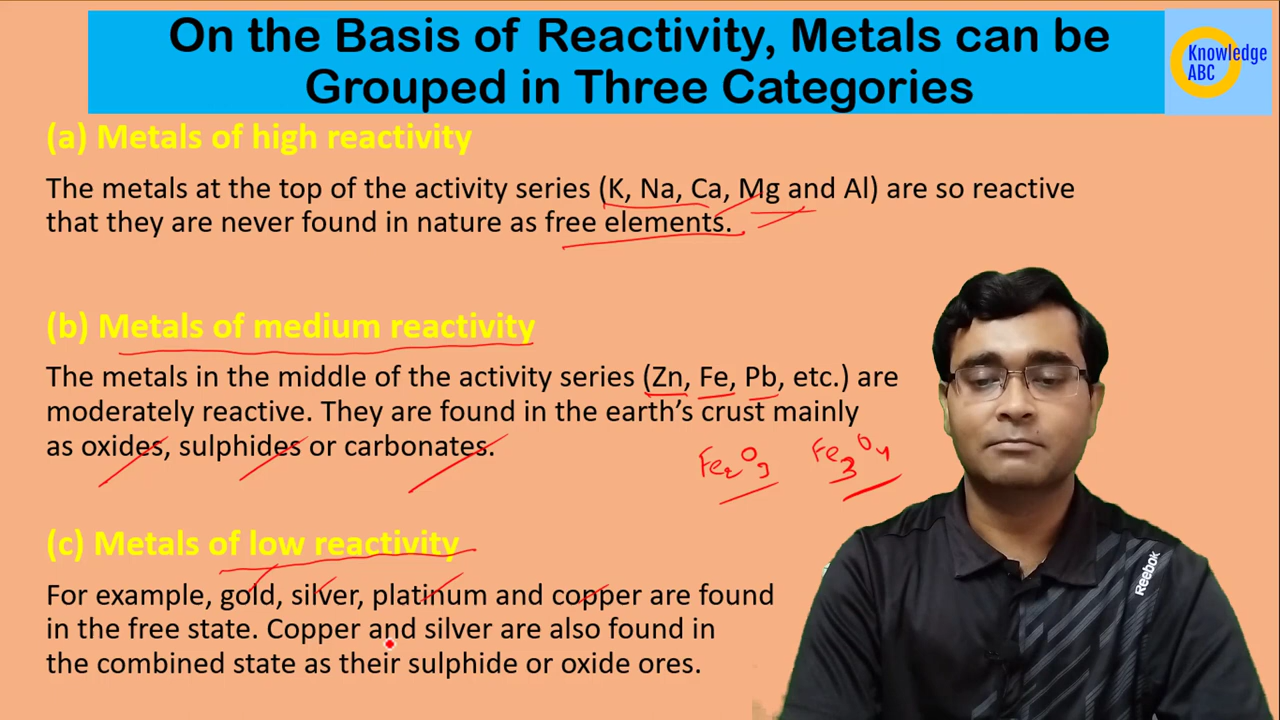 On the Basis of Reactivity, Metals can be
Grouped in Three Categories
Knowledge
ABC
(a) Metals of high reactivity
The metals at the top of the activity series (K, Na, Ca, Mg and Al) are so reactive
that they are never found in nature as free elements.
(b) Metals of medium reactivity
The metals in the middle of the activity series (Zn, Fe, Pb, etc.) are
moderately reactive. They are found in the earth's crust mainly
as oxides, sulphides or carbonates.
Fe2O3 Fe3O4
(c) Metals of low reactivity
For example, gold, silver, platinum and copper are found
in the free state. Copper and silver are also found in
the combined state as their sulphide or oxide ores.
Reebok